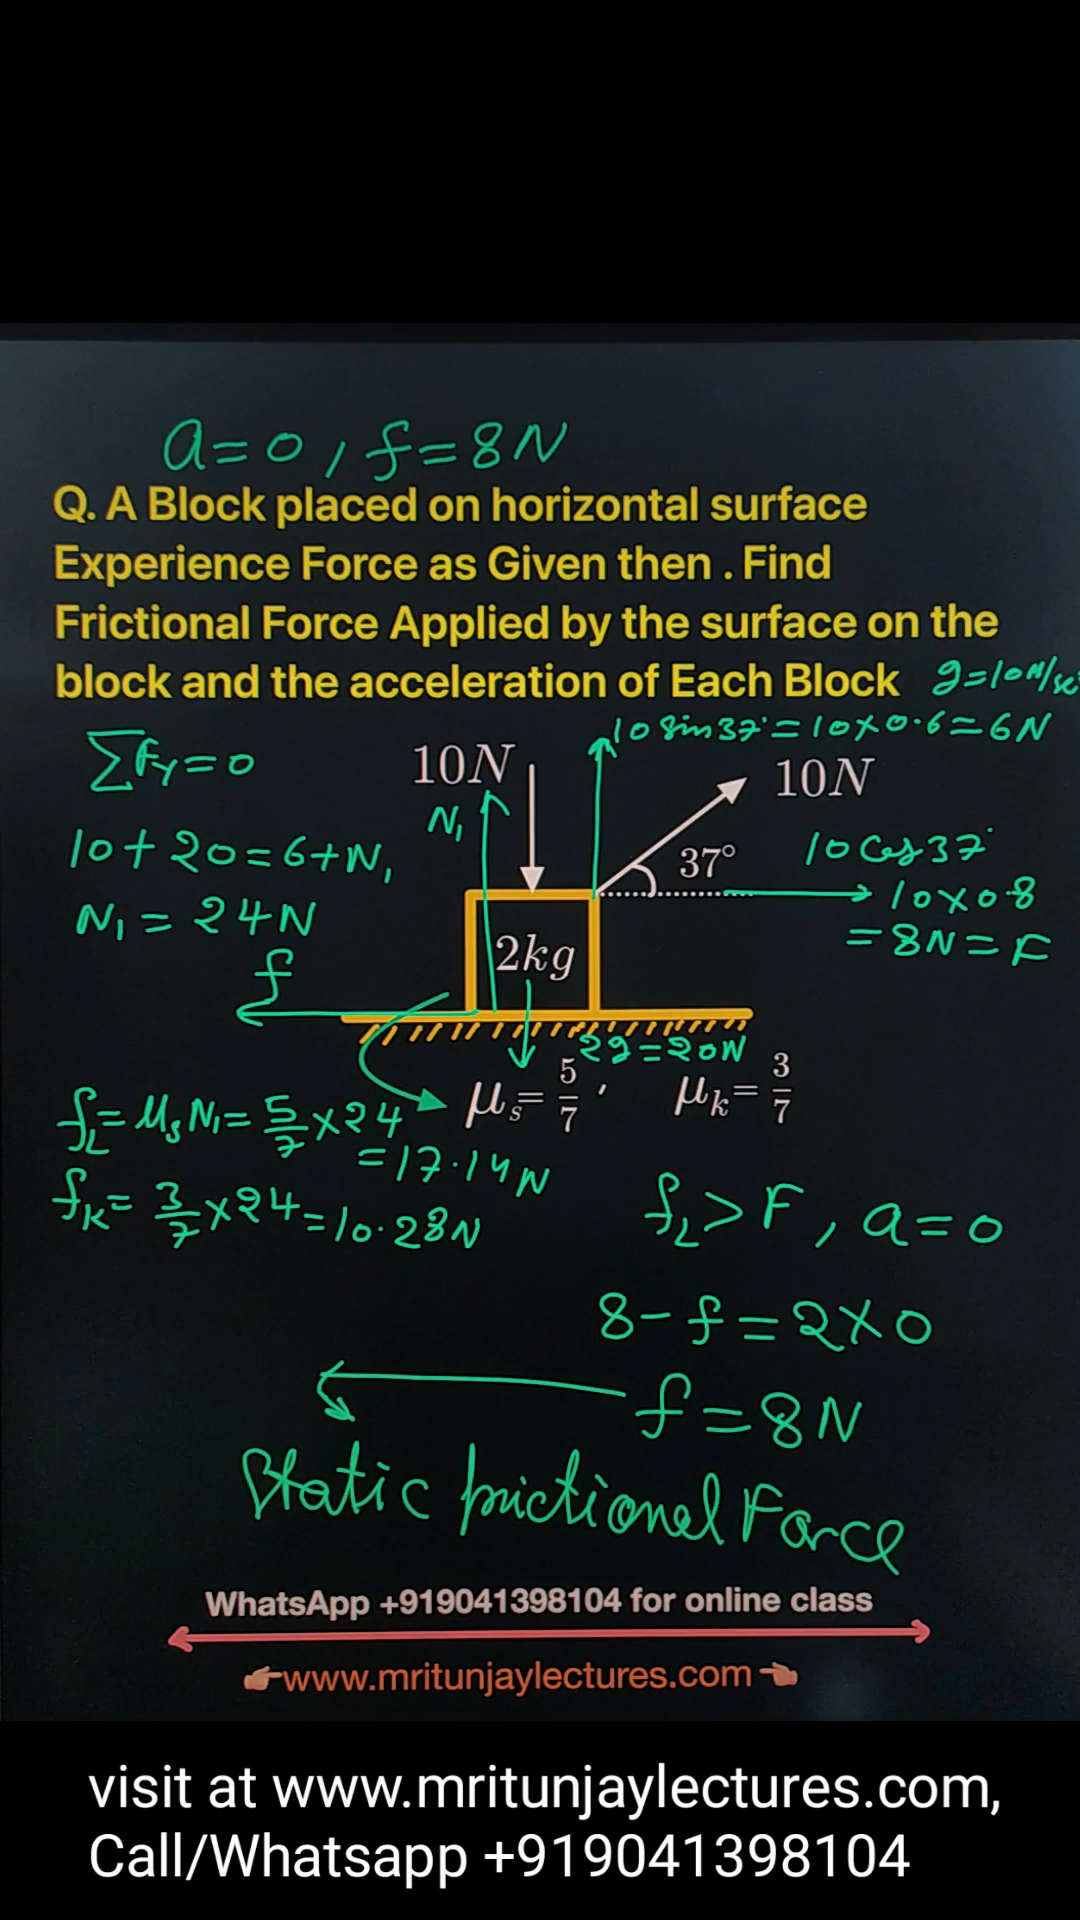 a=0, f=8N
Q. A Block placed on horizontal surface
Experience Force as Given then . Find
Frictional Force Applied by the surface on the
block and the acceleration of Each Block g=10M/sc
ΣFy=0
10 Sin37°=10×0.6=6N
10N
10N
N₁
10+20=6+N₁
37°
10Cos37°
10×0.8
N₁=24N
=8N=F
f
2kg
2g=20N
μs=5/7, μk=3/7
fL=μsN₁=5/7×24
=17.14N
fk=3/7×24=10.28N
fL>F, a=0
8-f=2×0
f=8N
Static frictional Force
WhatsApp +919041398104 for online class
www.mritunjaylectures.com
visit at www.mritunjaylectures.com,
Call/Whatsapp +919041398104